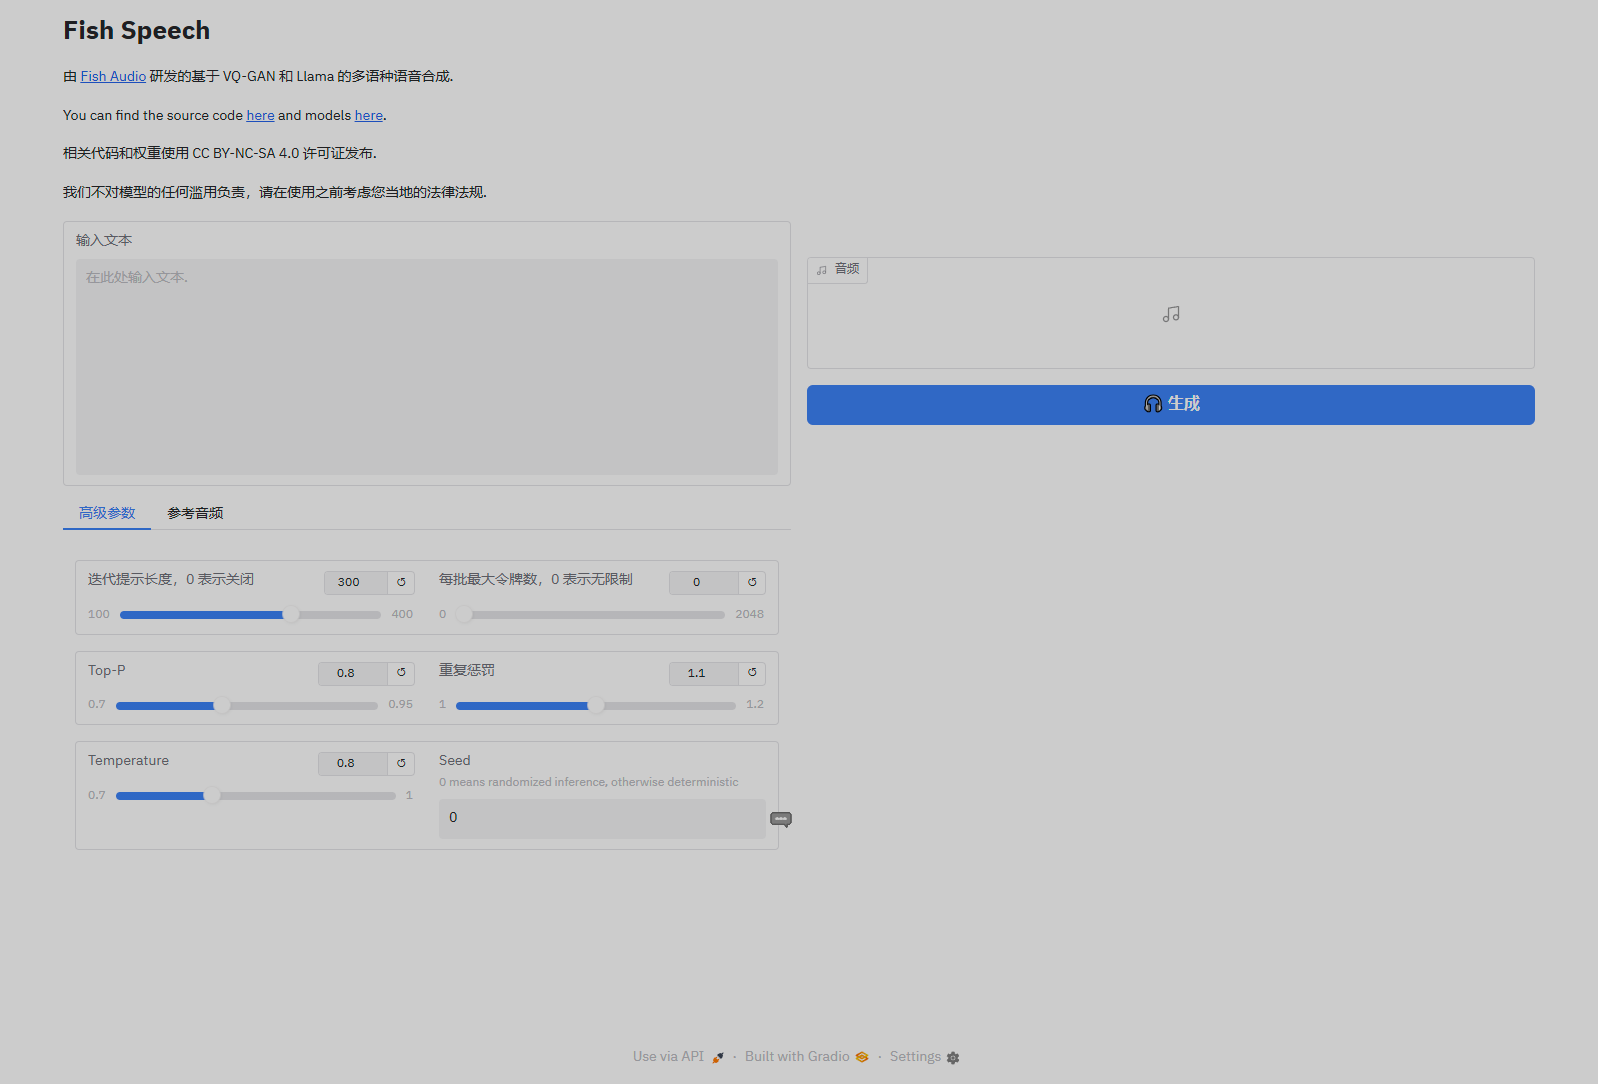 Fish Speech
由 Fish Audio 研发的基于 VQ-GAN 和 Llama 的多语种语音合成.
You can find the source code here and models here.
相关代码和权重使用 CC BY-NC-SA 4.0 许可证发布.
我们不对模型的任何滥用负责，请在使用之前考虑您当地的法律法规.
输入文本
在此处输入文本.
音频
生成
高级参数 参考音频
迭代提示长度，0 表示关闭 300 ↺
100 400
每批最大令牌数，0 表示无限制 0 ↺
0 2048
Top-P 0.8 ↺
0.7 0.95
重复惩罚 1.1 ↺
1 1.2
Temperature 0.8 ↺
0.7 1
Seed
0 means randomized inference, otherwise deterministic
0
Use via API · Built with Gradio · Settings